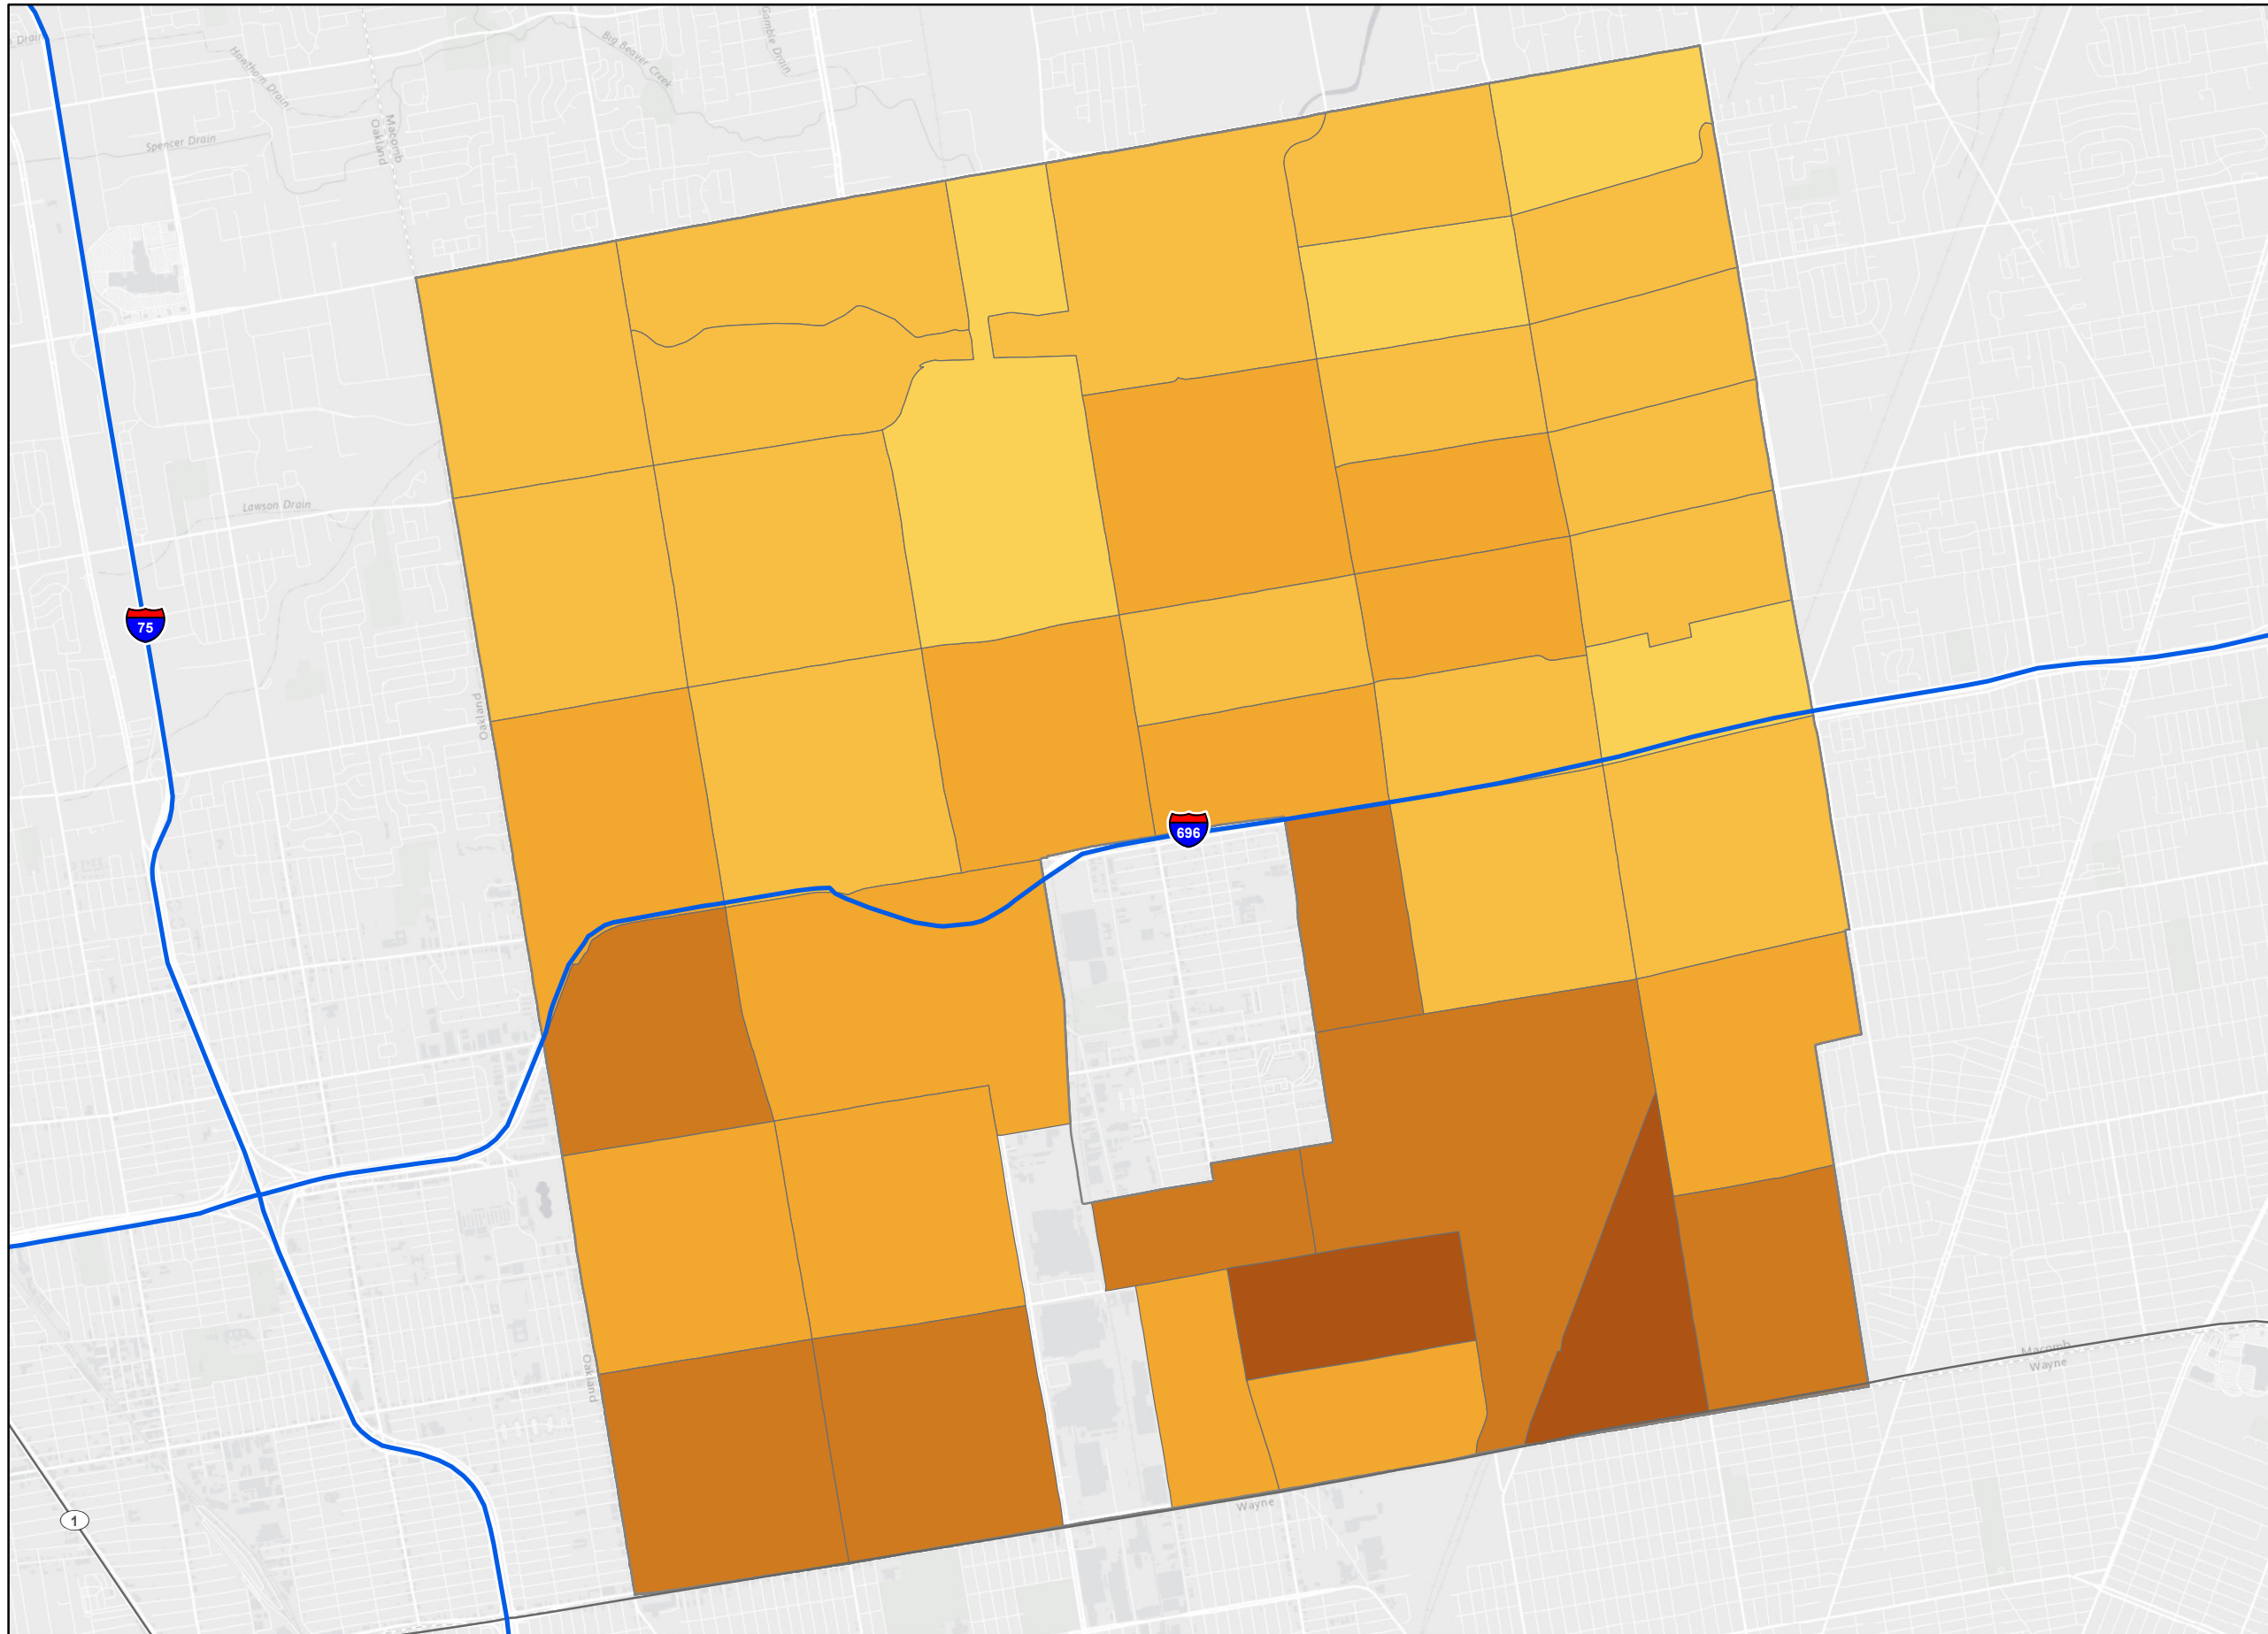 Drain
Hawthorn Drain
Big Beaver Creek
Gamble Drain
Macomb
Oakland
Spencer Drain
Lawson Drain
75
Oakland
696
Oakland
Macomb
Wayne
Wayne
1